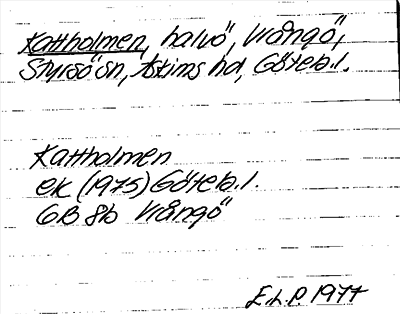 Kattholmen, halvö, Vrångö,
Styrsö sn, Askims hd, Göteb.l.
Kattholmen
ek (1975) Göteb.l.
6B 8b Vrångö
E.L.P. 1977